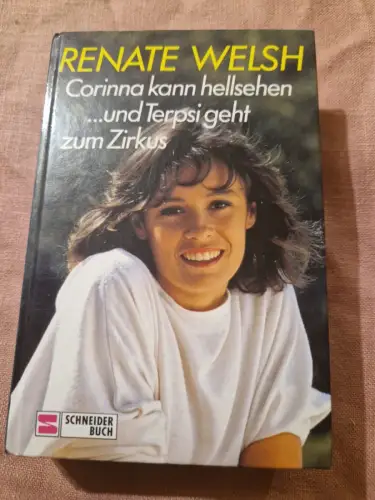 RENATE WELSH
Corinna kann hellsehen
...und Terpsi geht
zum Zirkus
SCHNEIDER
BUCH